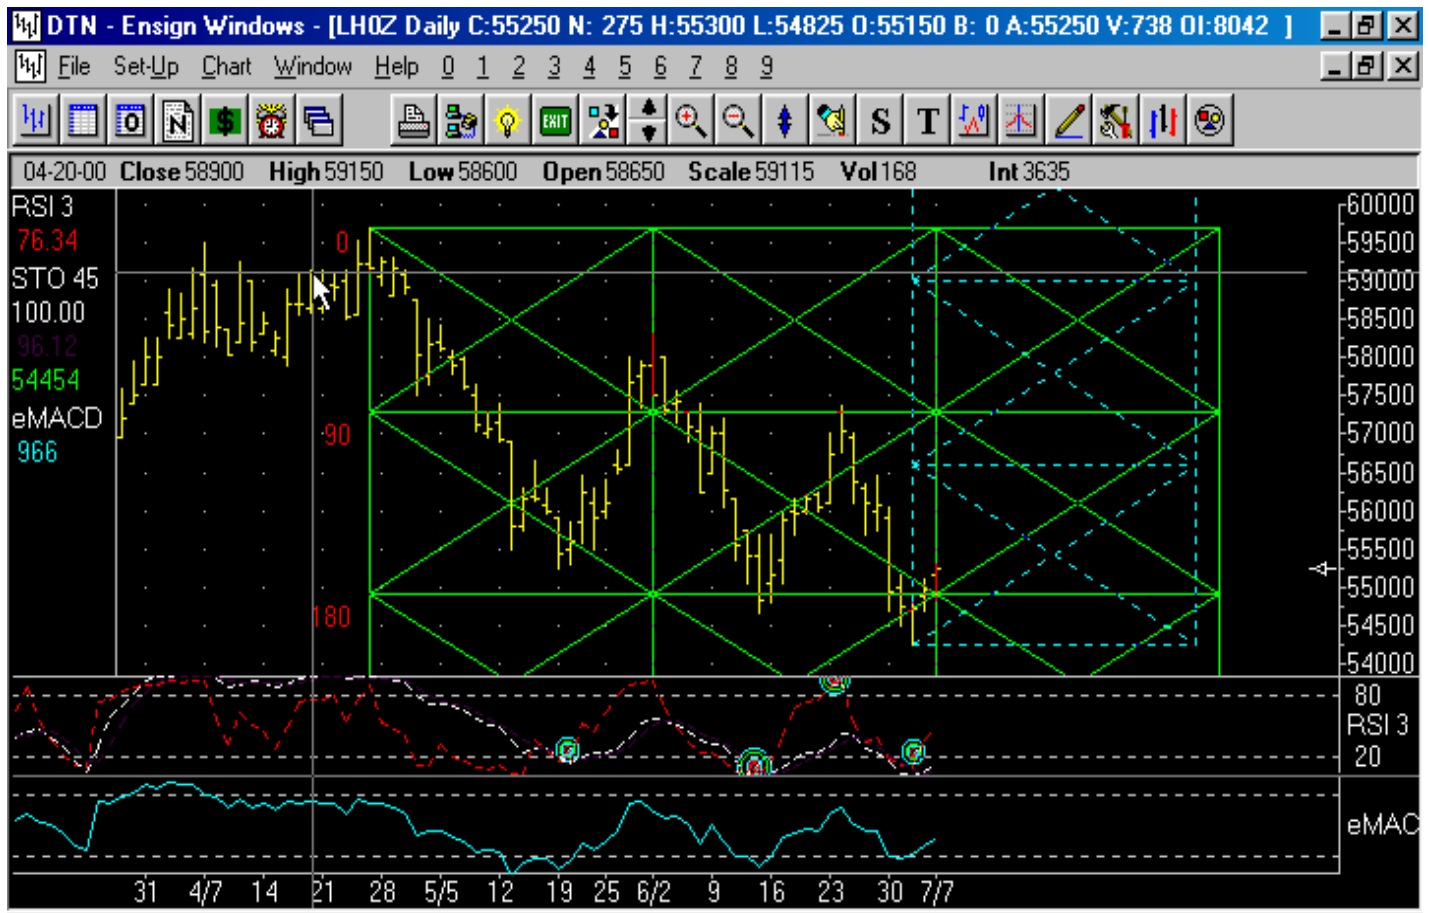 DTN - Ensign Windows - [LH0Z Daily C:55250 N: 275 H:55300 L:54825 O:55150 B: 0 A:55250 V:738 OI:8042 ]
File Set-Up Chart Window Help 0 1 2 3 4 5 6 7 8 9
O N $ EXIT S T
04-20-00 Close 58900 High 59150 Low 58600 Open 58650 Scale 59115 Vol 168 Int 3635
RSI 3
76.34
STO 45
100.00
96.12
54454
eMACD
966
0
90
180
60000
59500
59000
58500
58000
57500
57000
56500
56000
55500
55000
54500
54000
80
RSI 3
20
eMAC
31 4/7 14 21 28 5/5 12 19 25 6/2 9 16 23 30 7/7